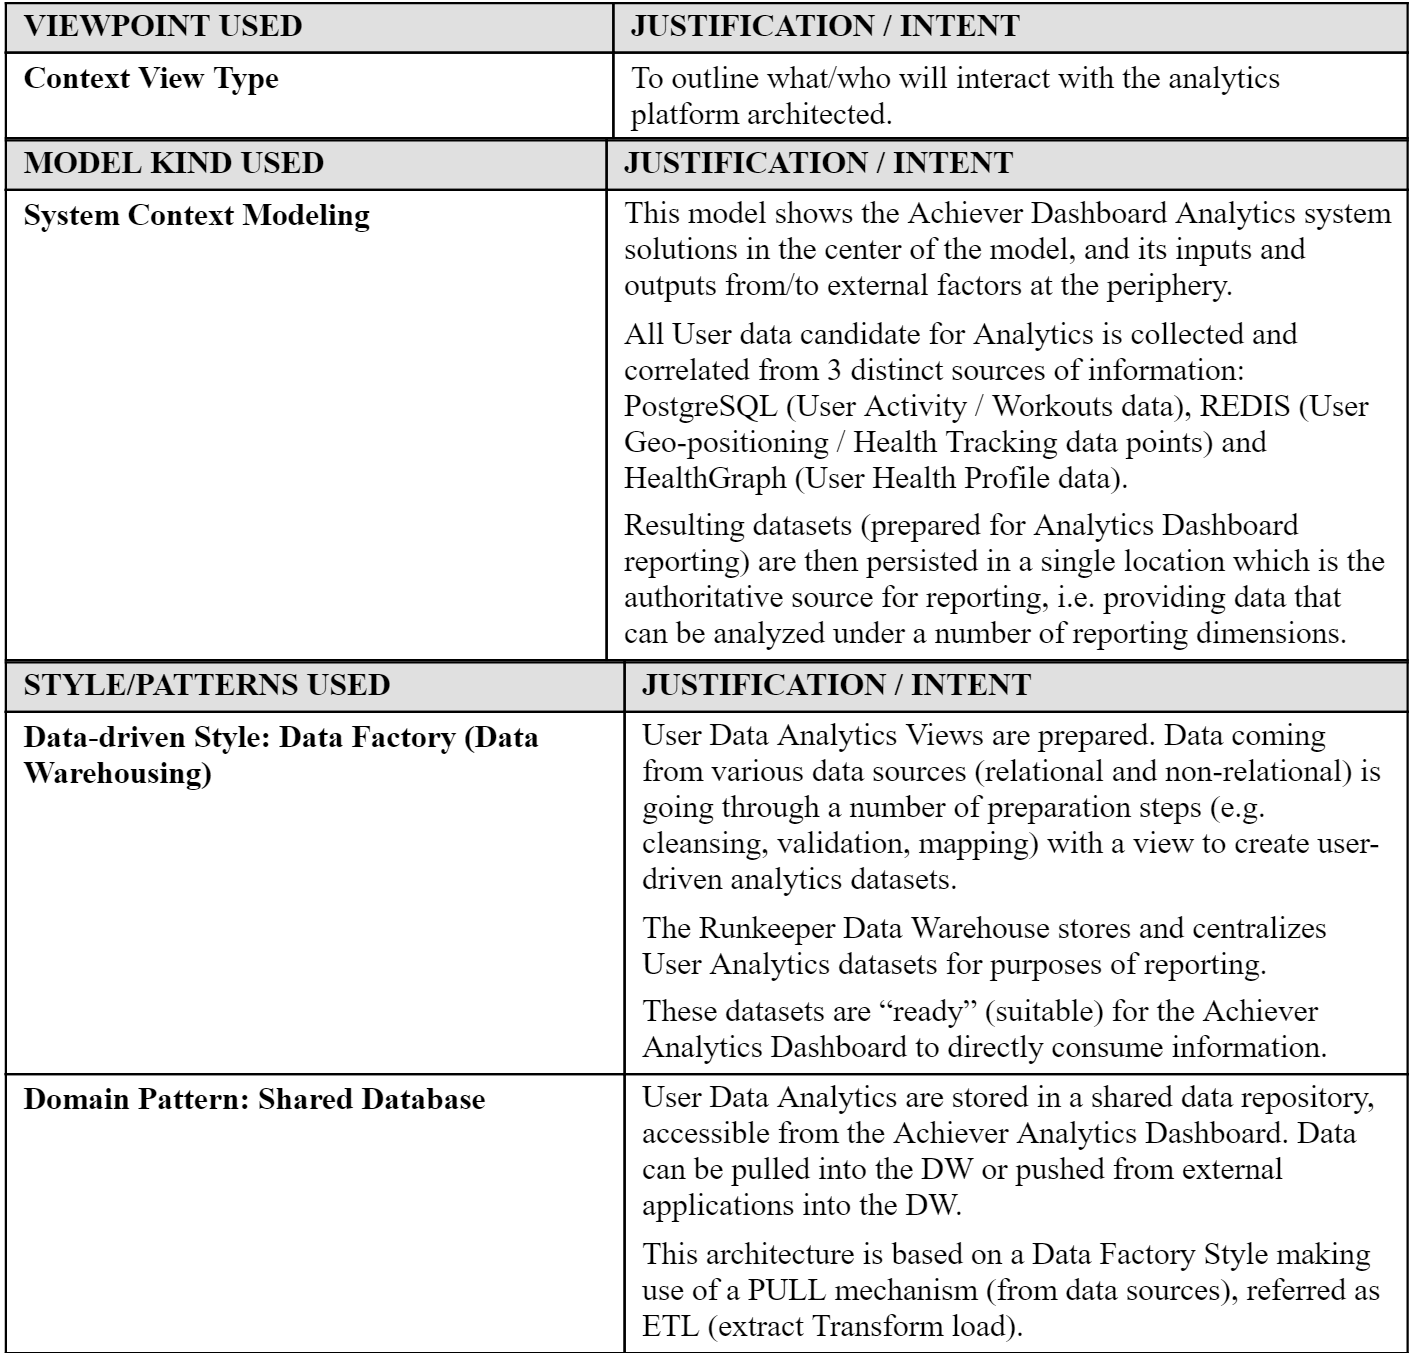 VIEWPOINT USED
JUSTIFICATION / INTENT
Context View Type
To outline what/who will interact with the analytics
platform architected.
MODEL KIND USED
JUSTIFICATION / INTENT
System Context Modeling
This model shows the Achiever Dashboard Analytics system
solutions in the center of the model, and its inputs and
outputs from/to external factors at the periphery.
All User data candidate for Analytics is collected and
correlated from 3 distinct sources of information:
PostgreSQL (User Activity / Workouts data), REDIS (User
Geo-positioning / Health Tracking data points) and
HealthGraph (User Health Profile data).
Resulting datasets (prepared for Analytics Dashboard
reporting) are then persisted in a single location which is the
authoritative source for reporting, i.e. providing data that
can be analyzed under a number of reporting dimensions.
STYLE/PATTERNS USED
JUSTIFICATION / INTENT
Data-driven Style: Data Factory (Data
Warehousing)
User Data Analytics Views are prepared. Data coming
from various data sources (relational and non-relational) is
going through a number of preparation steps (e.g.
cleansing, validation, mapping) with a view to create user-
driven analytics datasets.
The Runkeeper Data Warehouse stores and centralizes
User Analytics datasets for purposes of reporting.
These datasets are “ready” (suitable) for the Achiever
Analytics Dashboard to directly consume information.
Domain Pattern: Shared Database
User Data Analytics are stored in a shared data repository,
accessible from the Achiever Analytics Dashboard. Data
can be pulled into the DW or pushed from external
applications into the DW.
This architecture is based on a Data Factory Style making
use of a PULL mechanism (from data sources), referred as
ETL (extract Transform load).